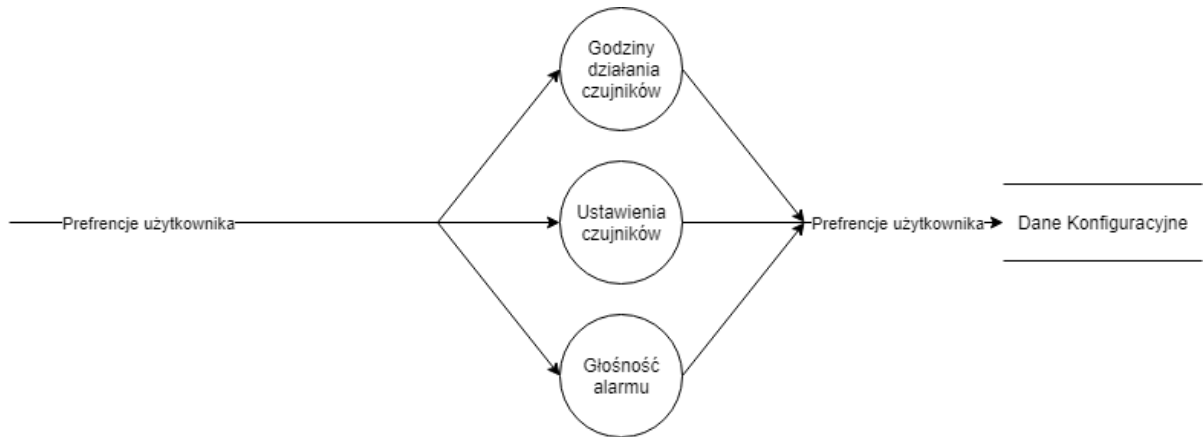 Godziny
działania
czujników
Prefrencje użytkownika
Ustawienia
czujników
Prefrencje użytkownika
Dane Konfiguracyjne
Głośność
alarmu